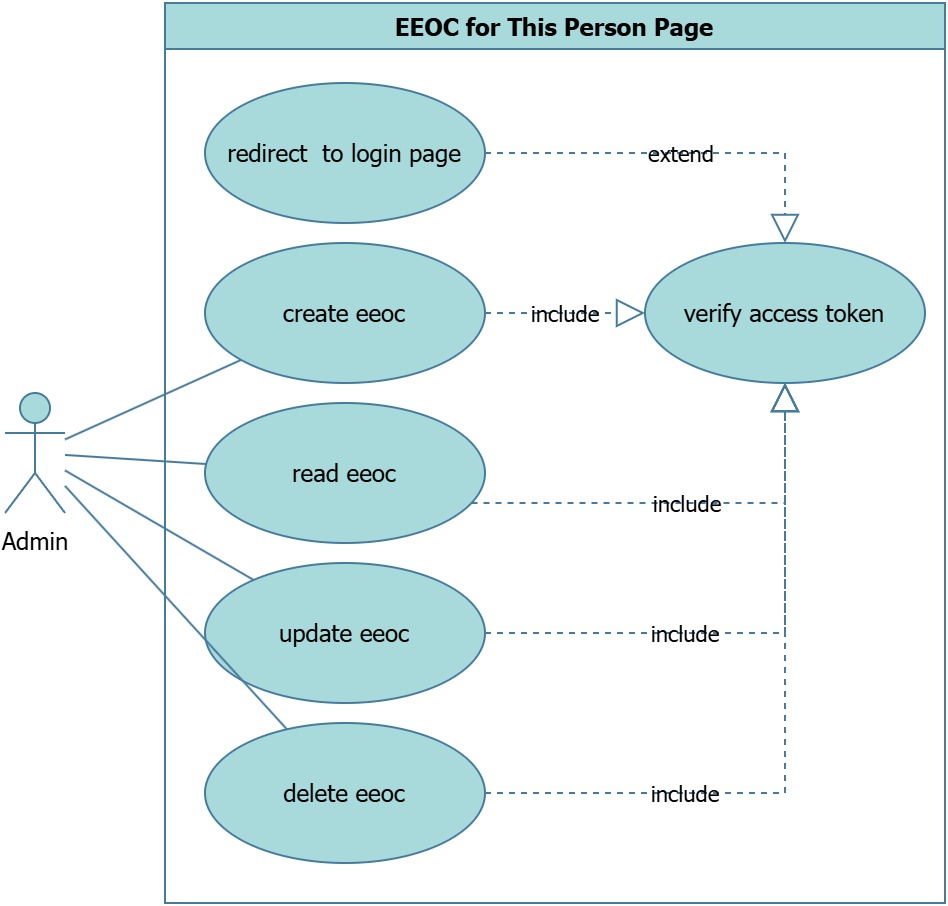 EEOC for This Person Page
redirect  to login page
extend
create eeoc
include
verify access token
read eeoc
include
Admin
update eeoc
include
delete eeoc
include